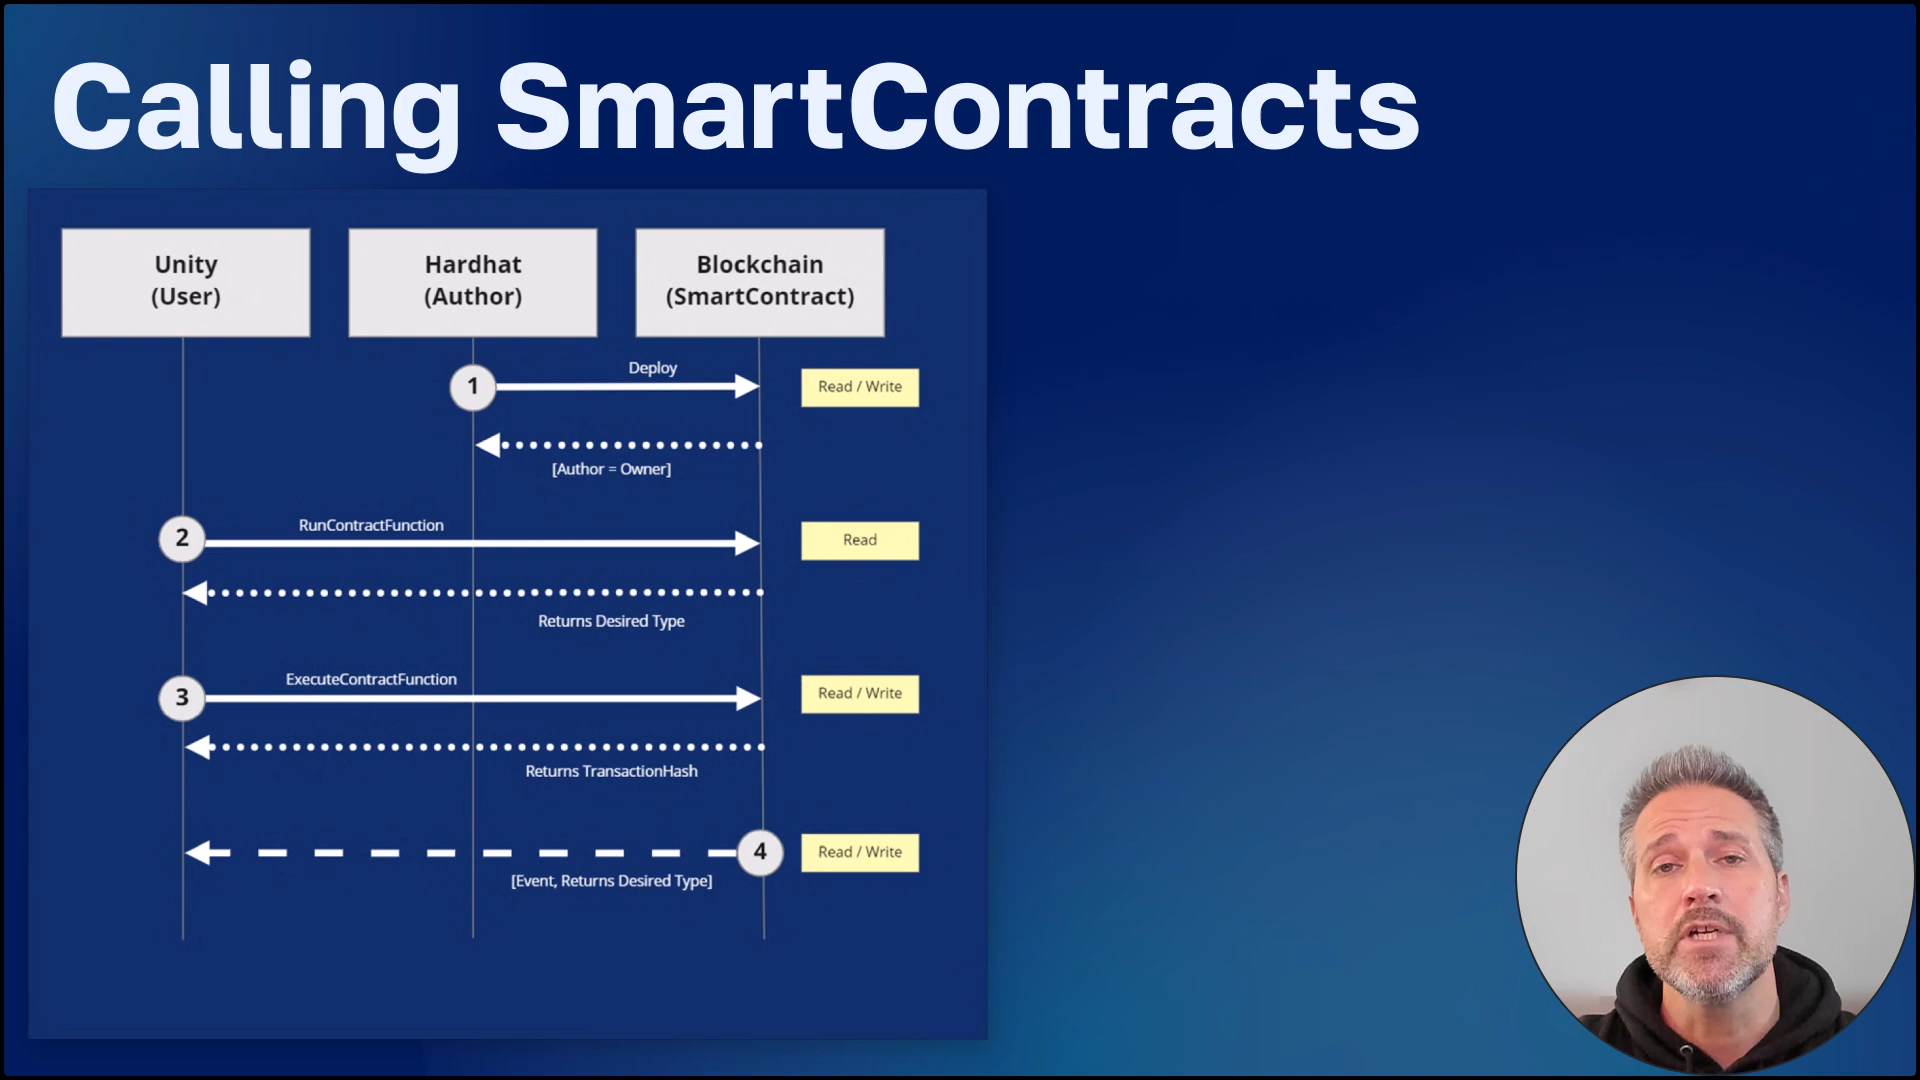 Calling SmartContracts
Unity
(User)
Hardhat
(Author)
Blockchain
(SmartContract)
1
Deploy
Read / Write
[Author = Owner]
2
RunContractFunction
Read
Returns Desired Type
3
ExecuteContractFunction
Read / Write
Returns TransactionHash
4
Read / Write
[Event, Returns Desired Type]